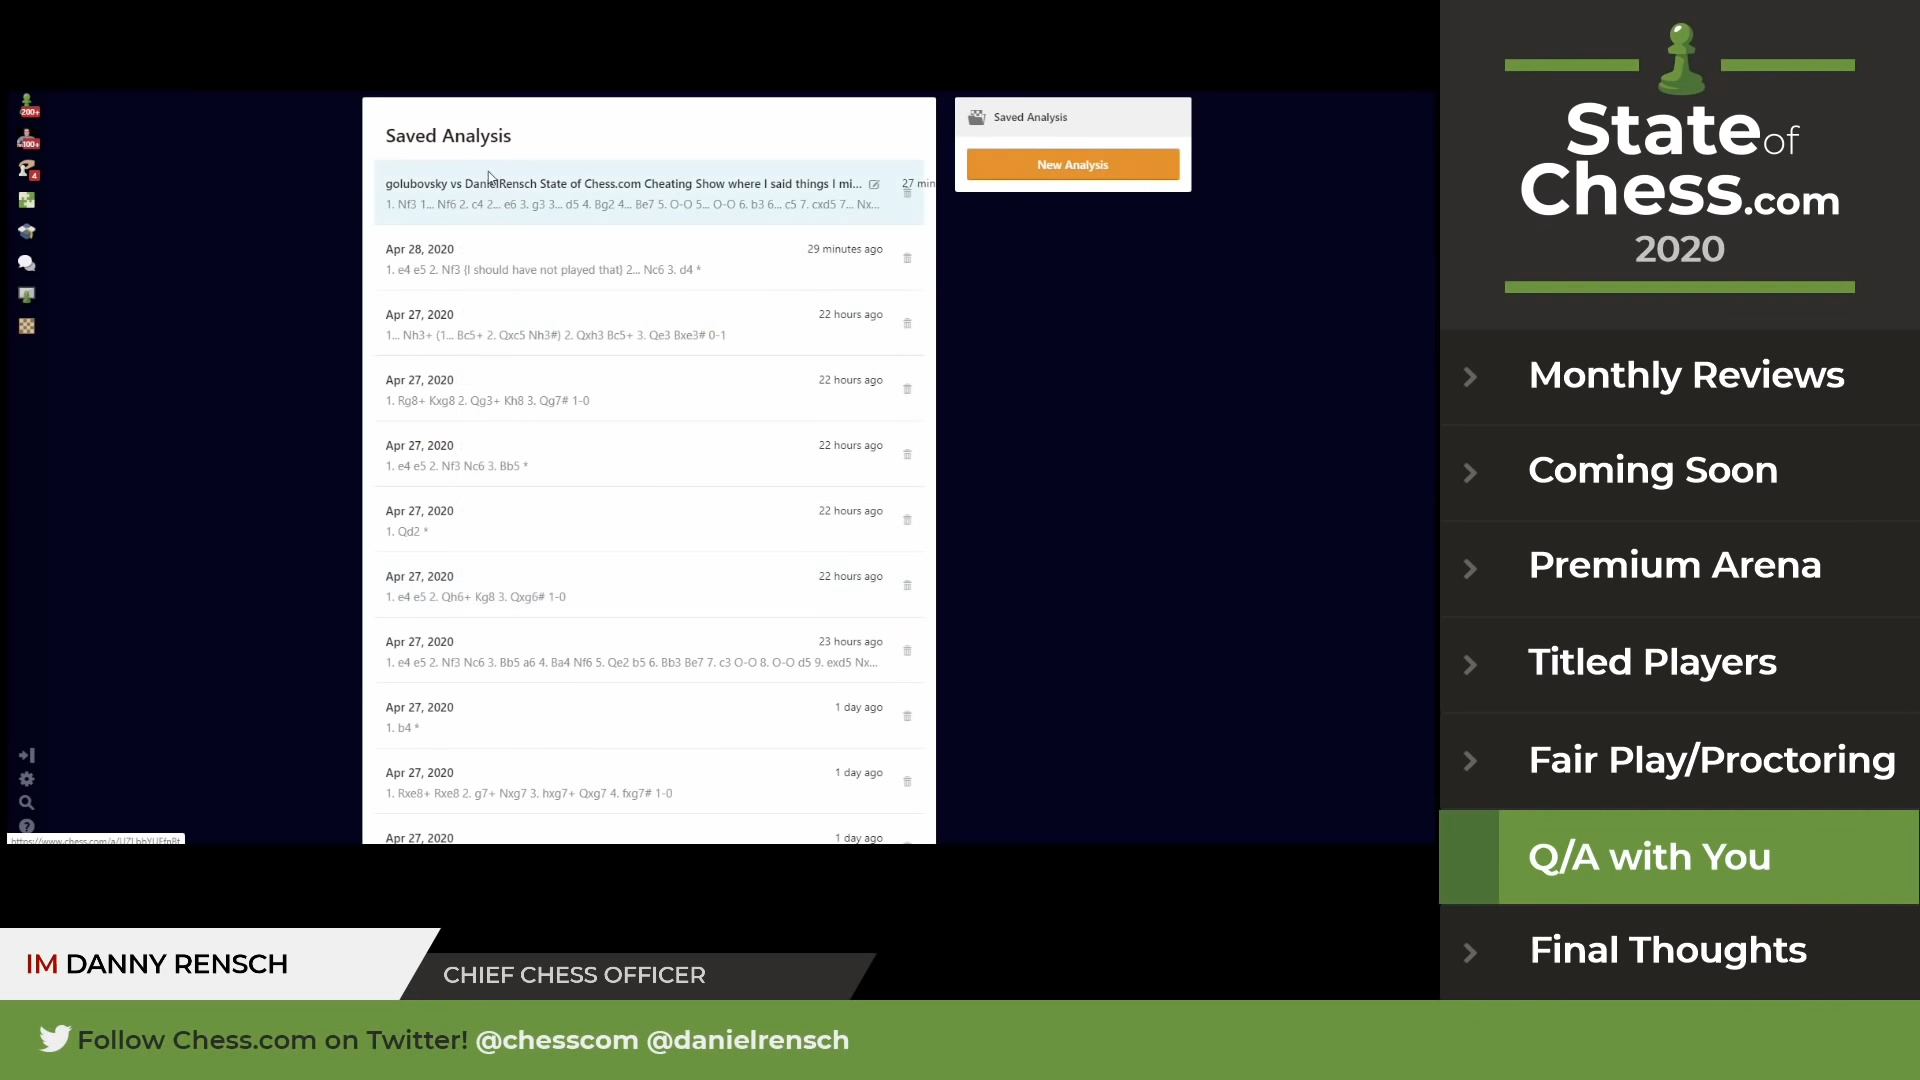 200+
100+
4
Saved Analysis
golubovsky vs DanielRensch State of Chess.com Cheating Show where I said things I mi...
27 min
1. Nf3 1... Nf6 2. c4 2... e6 3. g3 3... d5 4. Bg2 4... Be7 5. O-O 5... O-O 6. b3 6... c5 7. cxd5 7... Nx...
Apr 28, 2020
29 minutes ago
1. e4 e5 2. Nf3 {I should have not played that} 2... Nc6 3. d4 *
Apr 27, 2020
22 hours ago
1... Nh3+ (1... Bc5+ 2. Qxc5 Nh3#) 2. Qxh3 Bc5+ 3. Qe3 Bxe3# 0-1
Apr 27, 2020
22 hours ago
1. Rg8+ Kxg8 2. Qg3+ Kh8 3. Qg7# 1-0
Apr 27, 2020
22 hours ago
1. e4 e5 2. Nf3 Nc6 3. Bb5 *
Apr 27, 2020
22 hours ago
1. Qd2 *
Apr 27, 2020
22 hours ago
1. e4 e5 2. Qh6+ Kg8 3. Qxg6# 1-0
Apr 27, 2020
23 hours ago
1. e4 e5 2. Nf3 Nc6 3. Bb5 a6 4. Ba4 Nf6 5. Qe2 b5 6. Bb3 Be7 7. c3 O-O 8. O-O d5 9. exd5 Nx...
Apr 27, 2020
1 day ago
1. b4 *
Apr 27, 2020
1 day ago
1. Rxe8+ Rxe8 2. g7+ Nxg7 3. hxg7+ Qxg7 4. fxg7# 1-0
Apr 27, 2020
1 day ago
Saved Analysis
New Analysis
State of
Chess.com
2020
Monthly Reviews
Coming Soon
Premium Arena
Titled Players
Fair Play/Proctoring
Q/A with You
Final Thoughts
IM DANNY RENSCH
CHIEF CHESS OFFICER
Follow Chess.com on Twitter! @chesscom @danielrensch